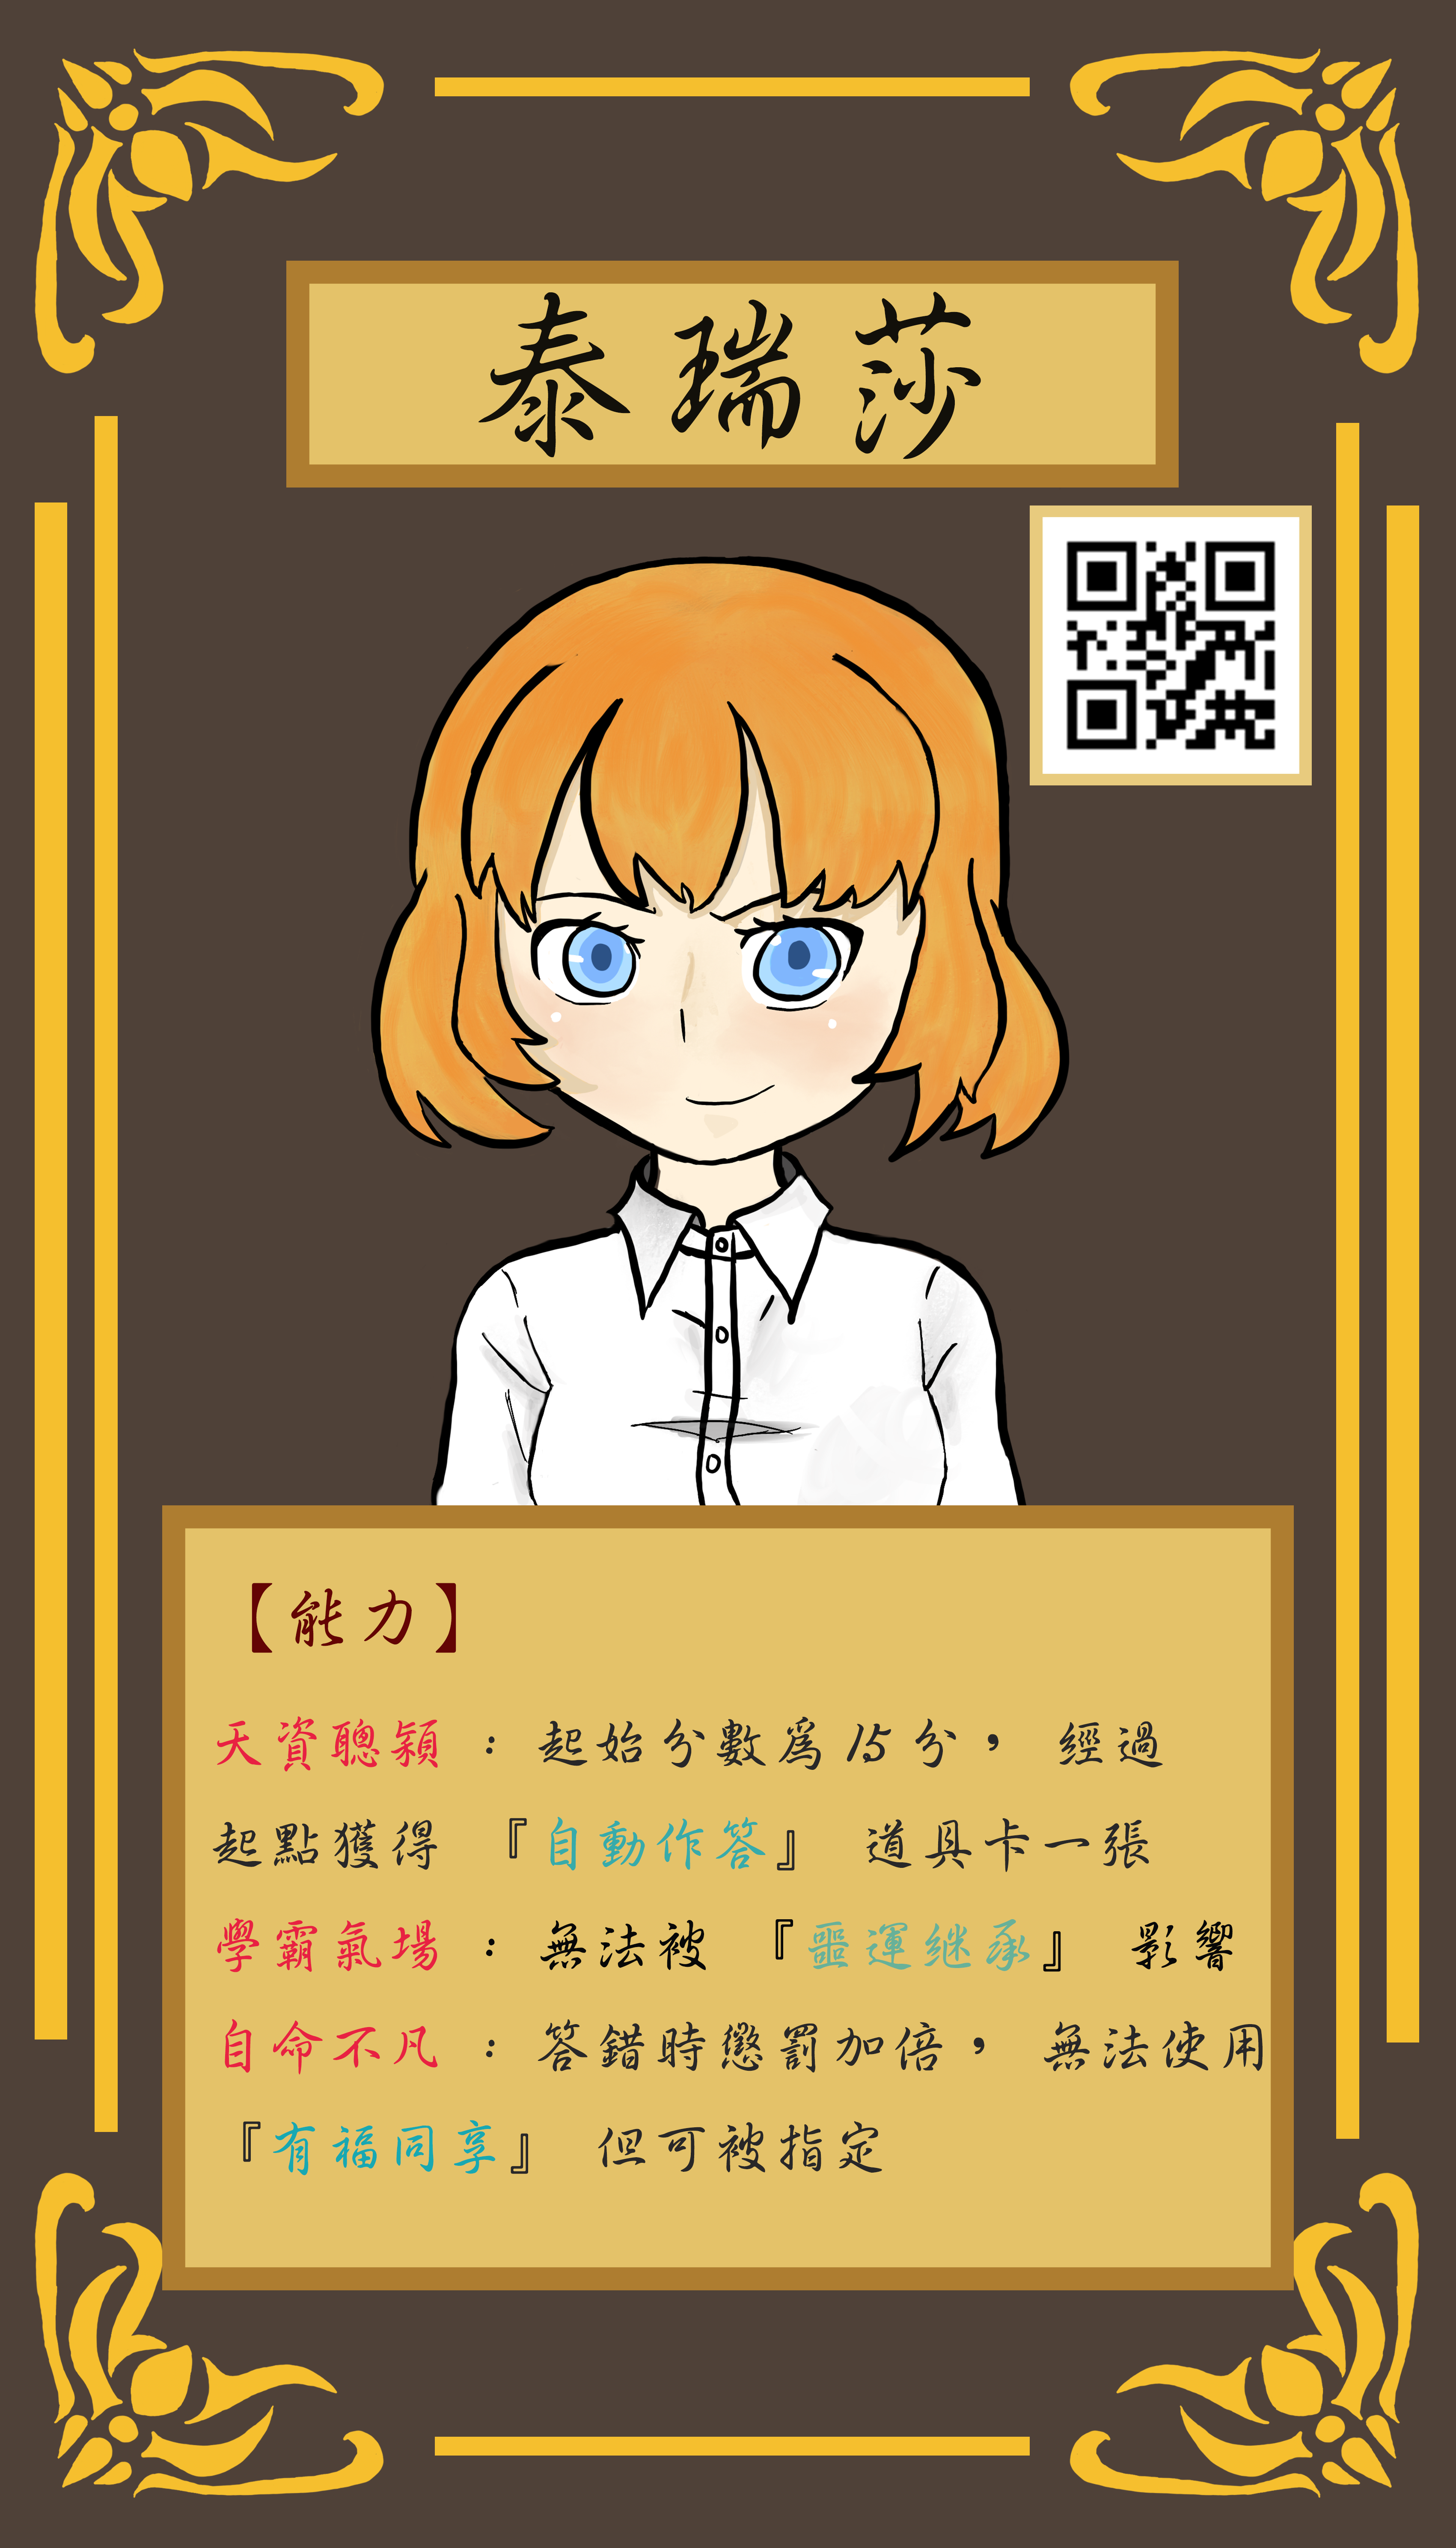 泰瑞莎
【能力】
天資聰穎:起始分數為15分,經過
起點獲得『自動作答』道具卡一張
學霸氣場:無法被『噩運继承』影響
自命不凡:答錯時懲罰加倍,無法使用
『有福同享』但可被指定